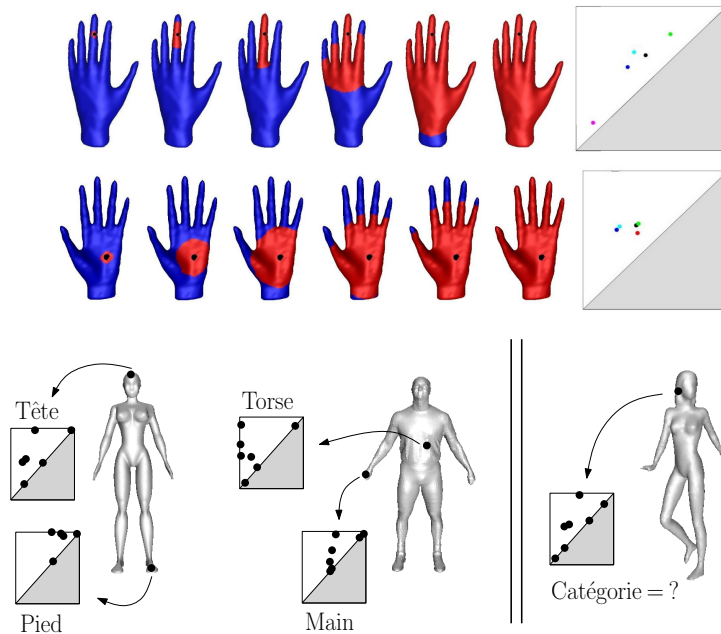 Tête
Torse
Pied
Main
Catégorie = ?